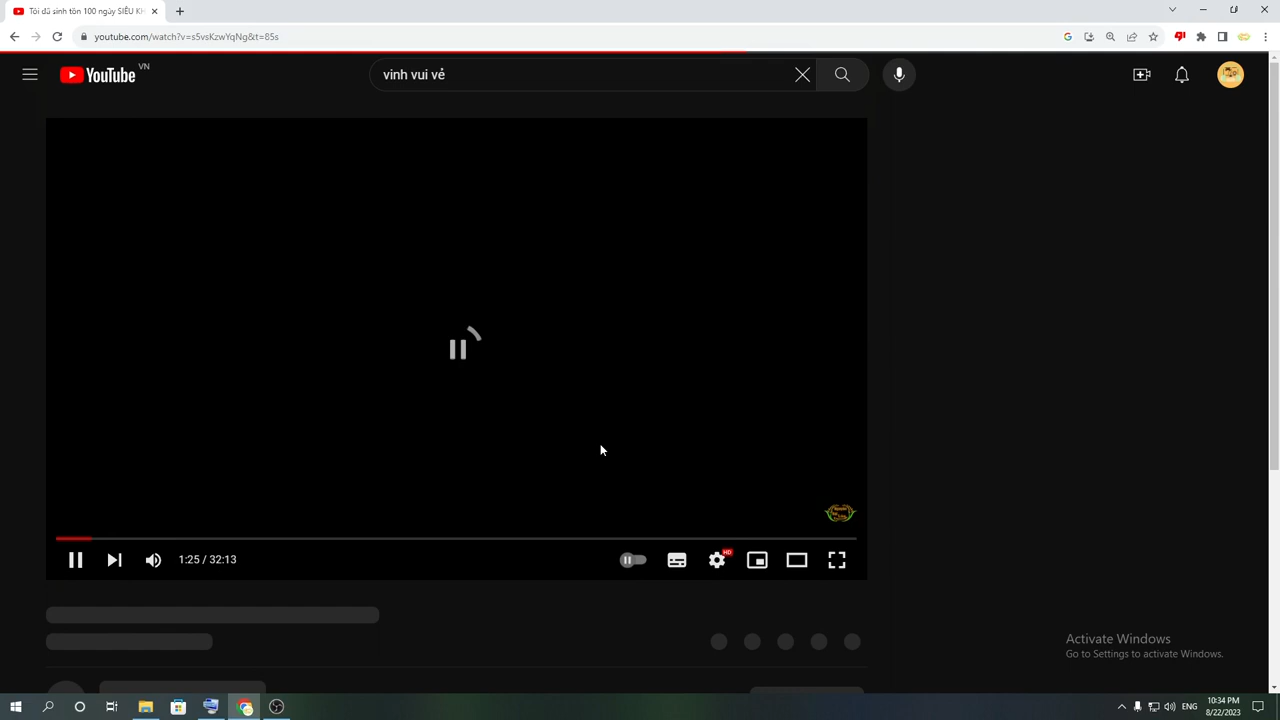 Tôi đã sinh tồn 100 ngày SIÊU KH
youtube.com/watch?v=s5vsKzwYqNg&t=85s
YouTube VN
vinh vui vẻ
1:25 / 32:13
HD
Activate Windows
Go to Settings to activate Windows.
ENG
10:34 PM
8/22/2023